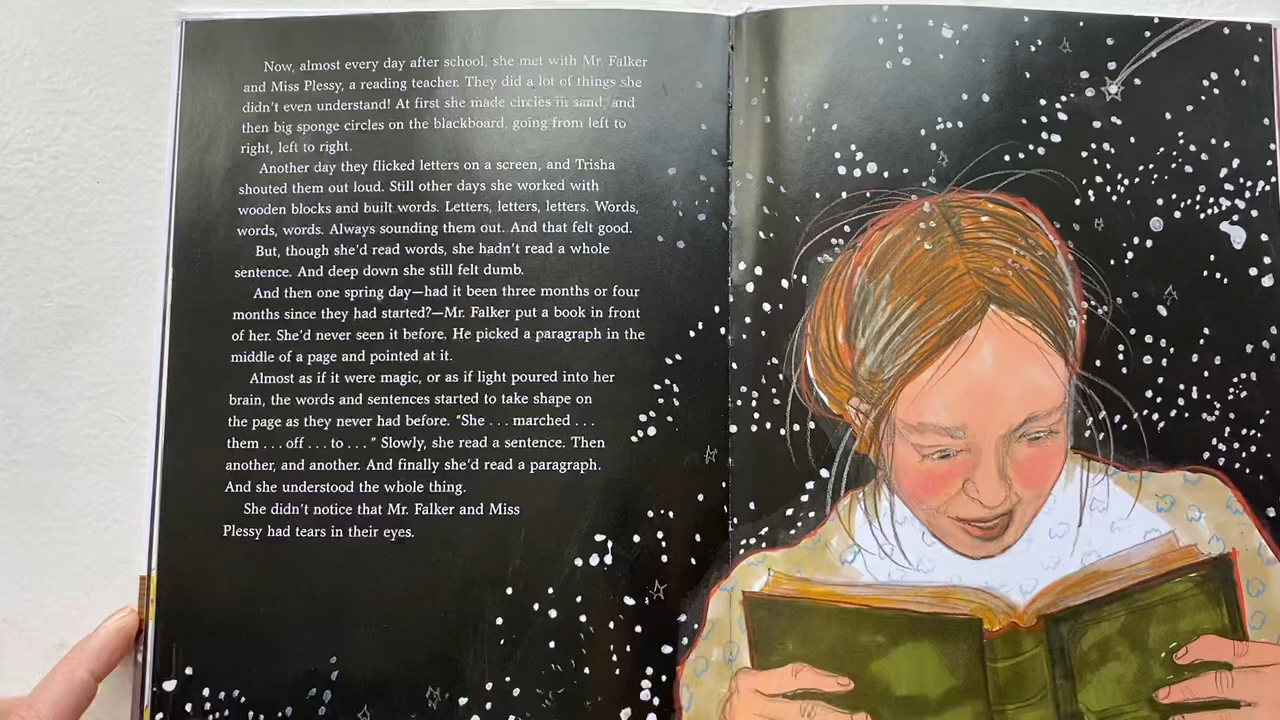 Now, almost every day after school, she met with Mr. Falker
and Miss Plessy, a reading teacher. They did a lot of things she
didn't even understand! At first she made circles in sand, and
then big sponge circles on the blackboard, going from left to
right, left to right.
Another day they flicked letters on a screen, and Trisha
shouted them out loud. Still other days she worked with
wooden blocks and built words. Letters, letters, letters. Words,
words, words. Always sounding them out. And that felt good.
But, though she'd read words, she hadn't read a whole
sentence. And deep down she still felt dumb.
And then one spring day—had it been three months or four
months since they had started?—Mr. Falker put a book in front
of her. She'd never seen it before. He picked a paragraph in the
middle of a page and pointed at it.
Almost as if it were magic, or as if light poured into her
brain, the words and sentences started to take shape on
the page as they never had before. "She . . . marched . . .
them . . . off . . . to . . . " Slowly, she read a sentence. Then
another, and another. And finally she'd read a paragraph.
And she understood the whole thing.
She didn't notice that Mr. Falker and Miss
Plessy had tears in their eyes.